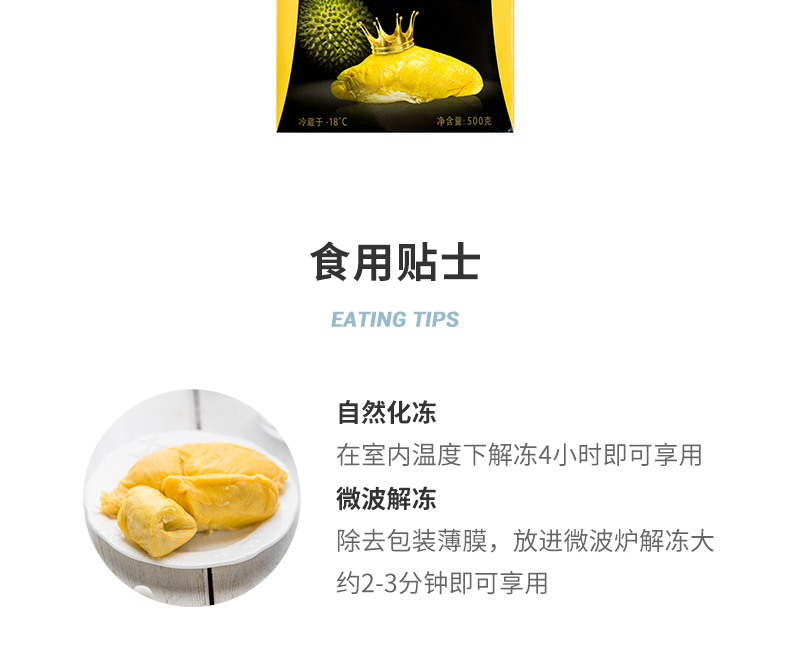 冷藏于 -18°C 净含量: 500克
食用贴士
EATING TIPS
自然化冻
在室内温度下解冻4小时即可享用
微波解冻
除去包装薄膜，放进微波炉解冻大
约2-3分钟即可享用